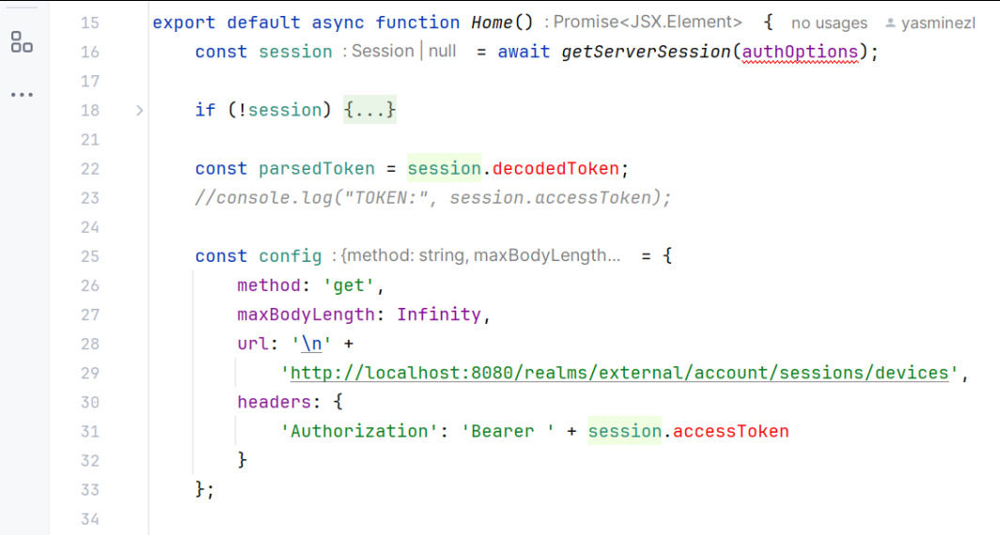 15 export default async function Home() : Promise<JSX.Element> { no usages yasminezl
16 const session : Session | null = await getServerSession(authOptions);
17
18 if (!session) {...}
21
22 const parsedToken = session.decodedToken;
23 //console.log("TOKEN:", session.accessToken);
24
25 const config : {method: string, maxBodyLength... = {
26 method: 'get',
27 maxBodyLength: Infinity,
28 url: '\n' +
29 'http://localhost:8080/realms/external/account/sessions/devices',
30 headers: {
31 'Authorization': 'Bearer ' + session.accessToken
32 }
33 };
34